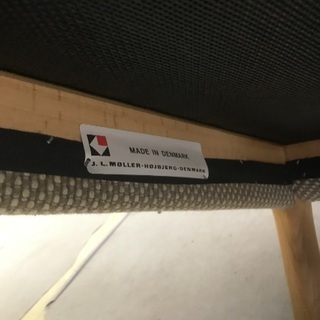 MADE IN DENMARK
J. L. MØLLER-HØJBJERG-DENMARK